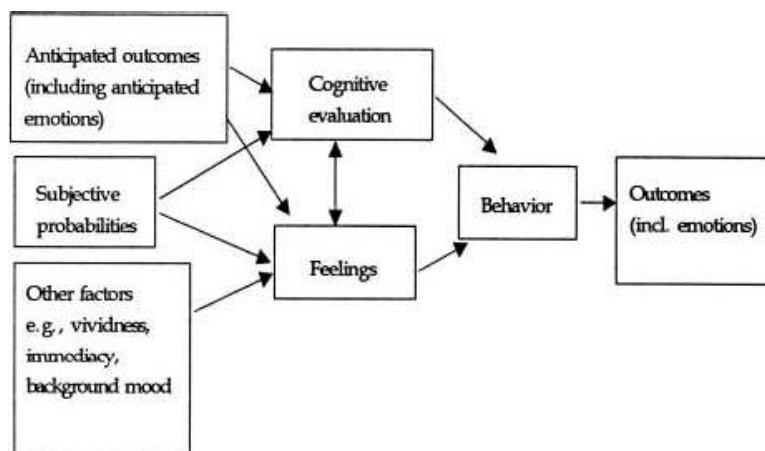 Anticipated outcomes
(including anticipated
emotions)
Cognitive
evaluation
Subjective
probabilities
Behavior
Outcomes
(incl. emotions)
Feelings
Other factors
e.g., vividness,
immediacy,
background mood